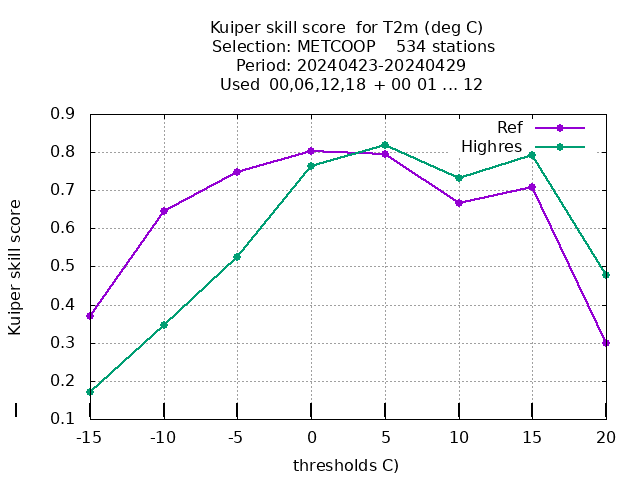 Kuiper skill score  for T2m (deg C)
Selection: METCOOP    534 stations
Period: 20240423-20240429
Used 00,06,12,18 + 00 01 ... 12
Ref
Highres
Kuiper skill score
0.9
0.8
0.7
0.6
0.5
0.4
0.3
0.2
0.1
-15
-10
-5
0
5
10
15
20
thresholds C)